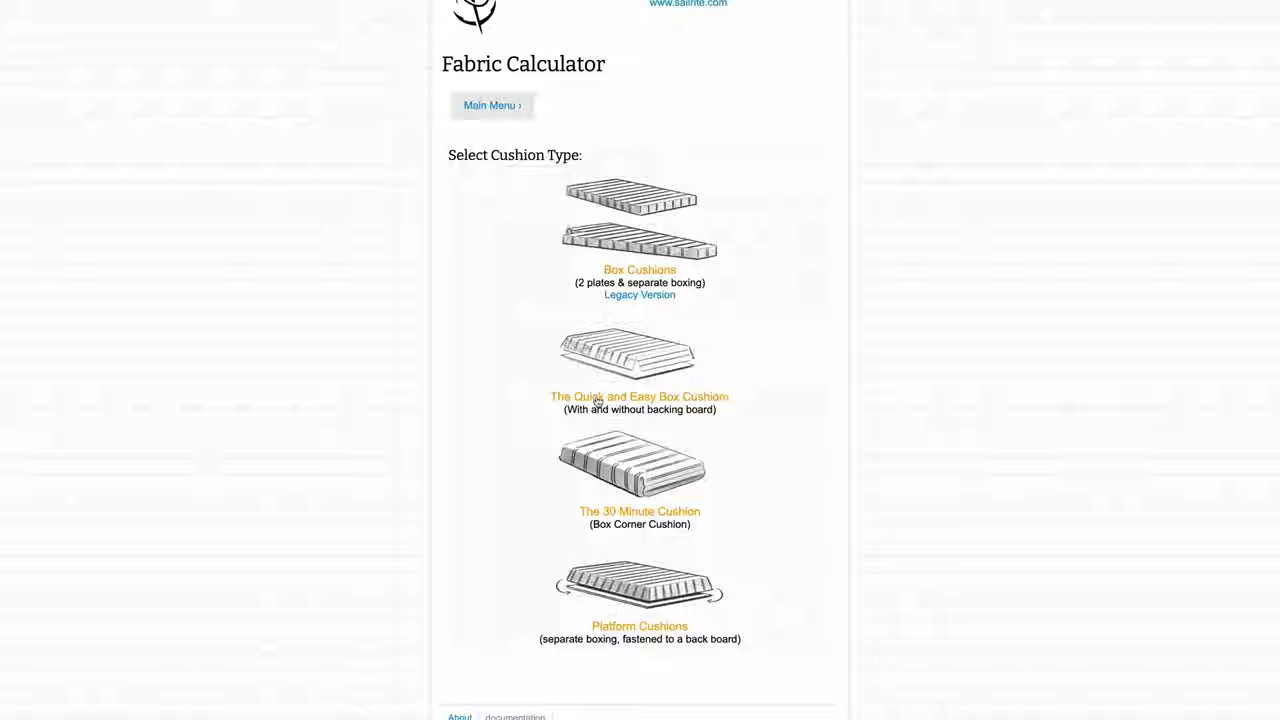 www.sailrite.com
Fabric Calculator
Main Menu ›
Select Cushion Type:
Box Cushions
(2 plates & separate boxing)
Legacy Version
The Quick and Easy Box Cushion
(With and without backing board)
The 30 Minute Cushion
(Box Corner Cushion)
Platform Cushions
(separate boxing, fastened to a back board)
About
documentation